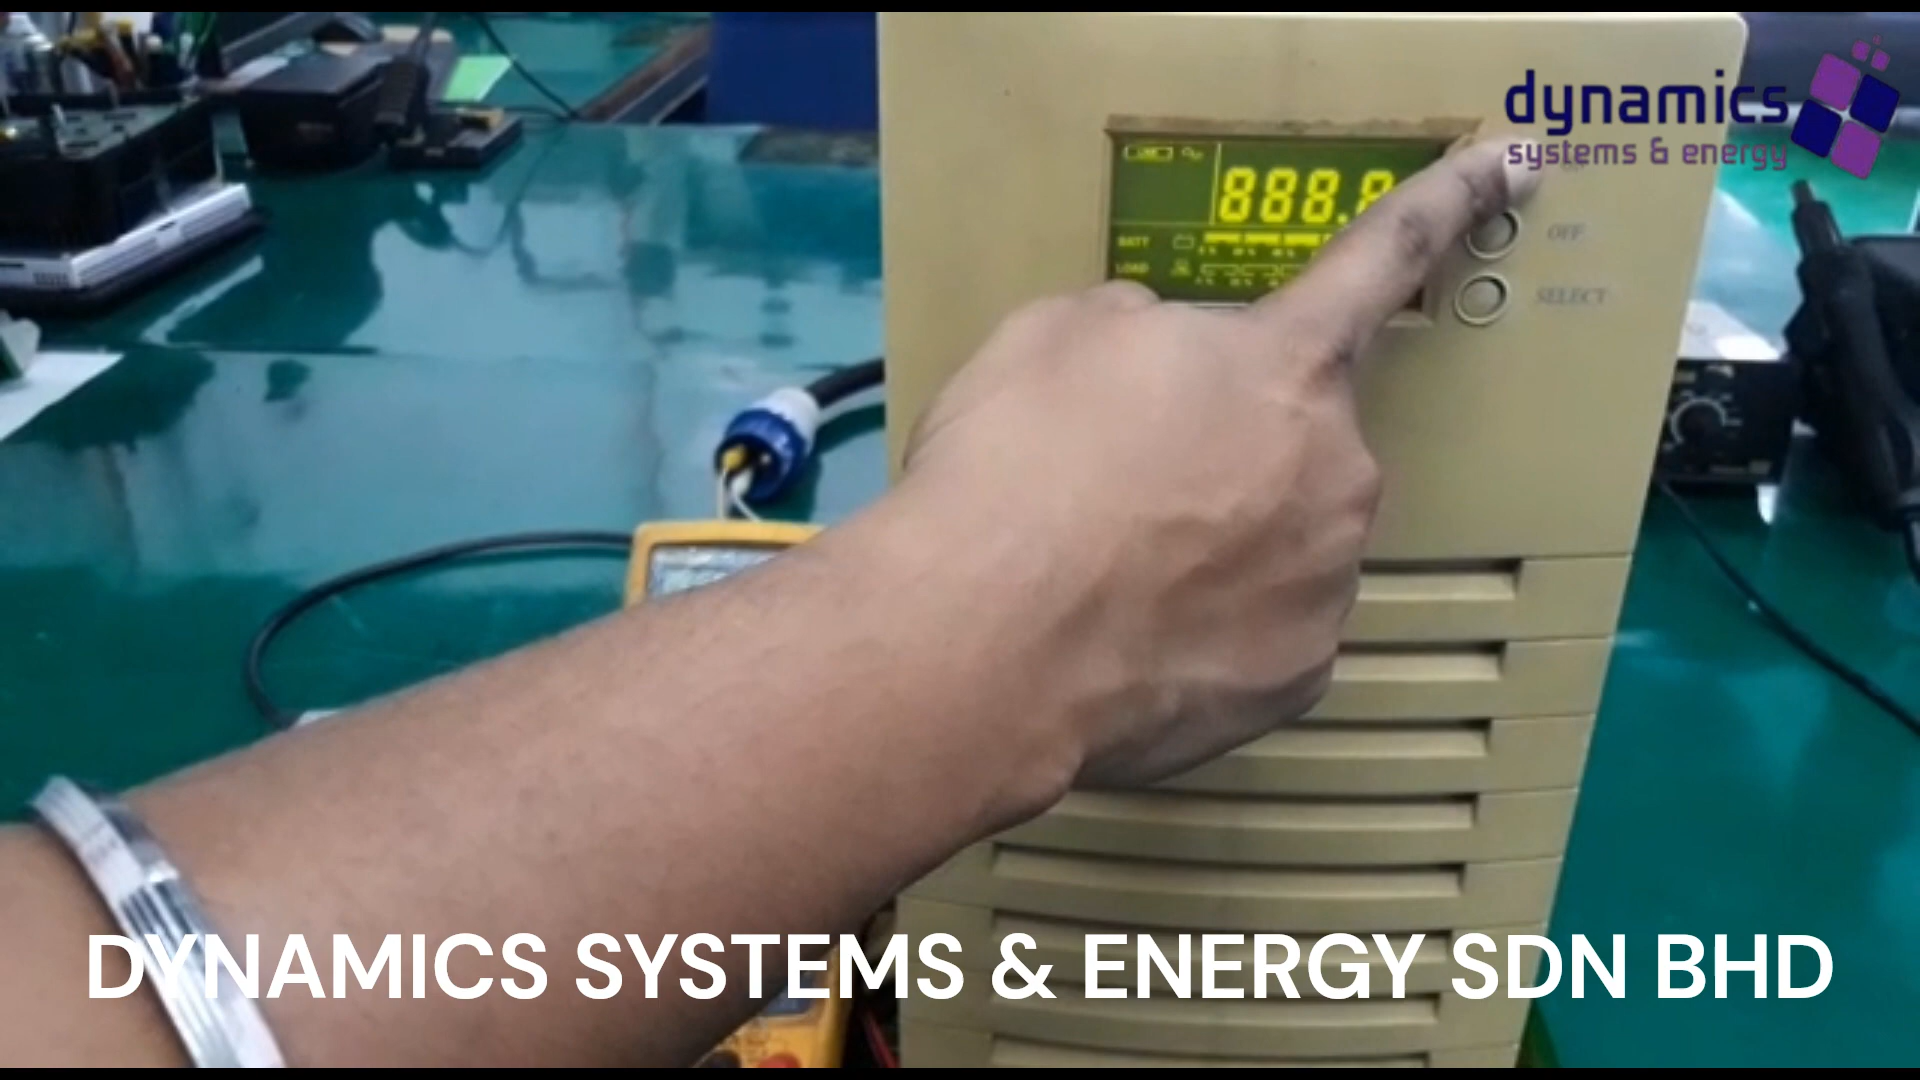 dynamics
systems & energy
888.8
BATT
LOAD
OFF
SELECT
DYNAMICS SYSTEMS & ENERGY SDN BHD